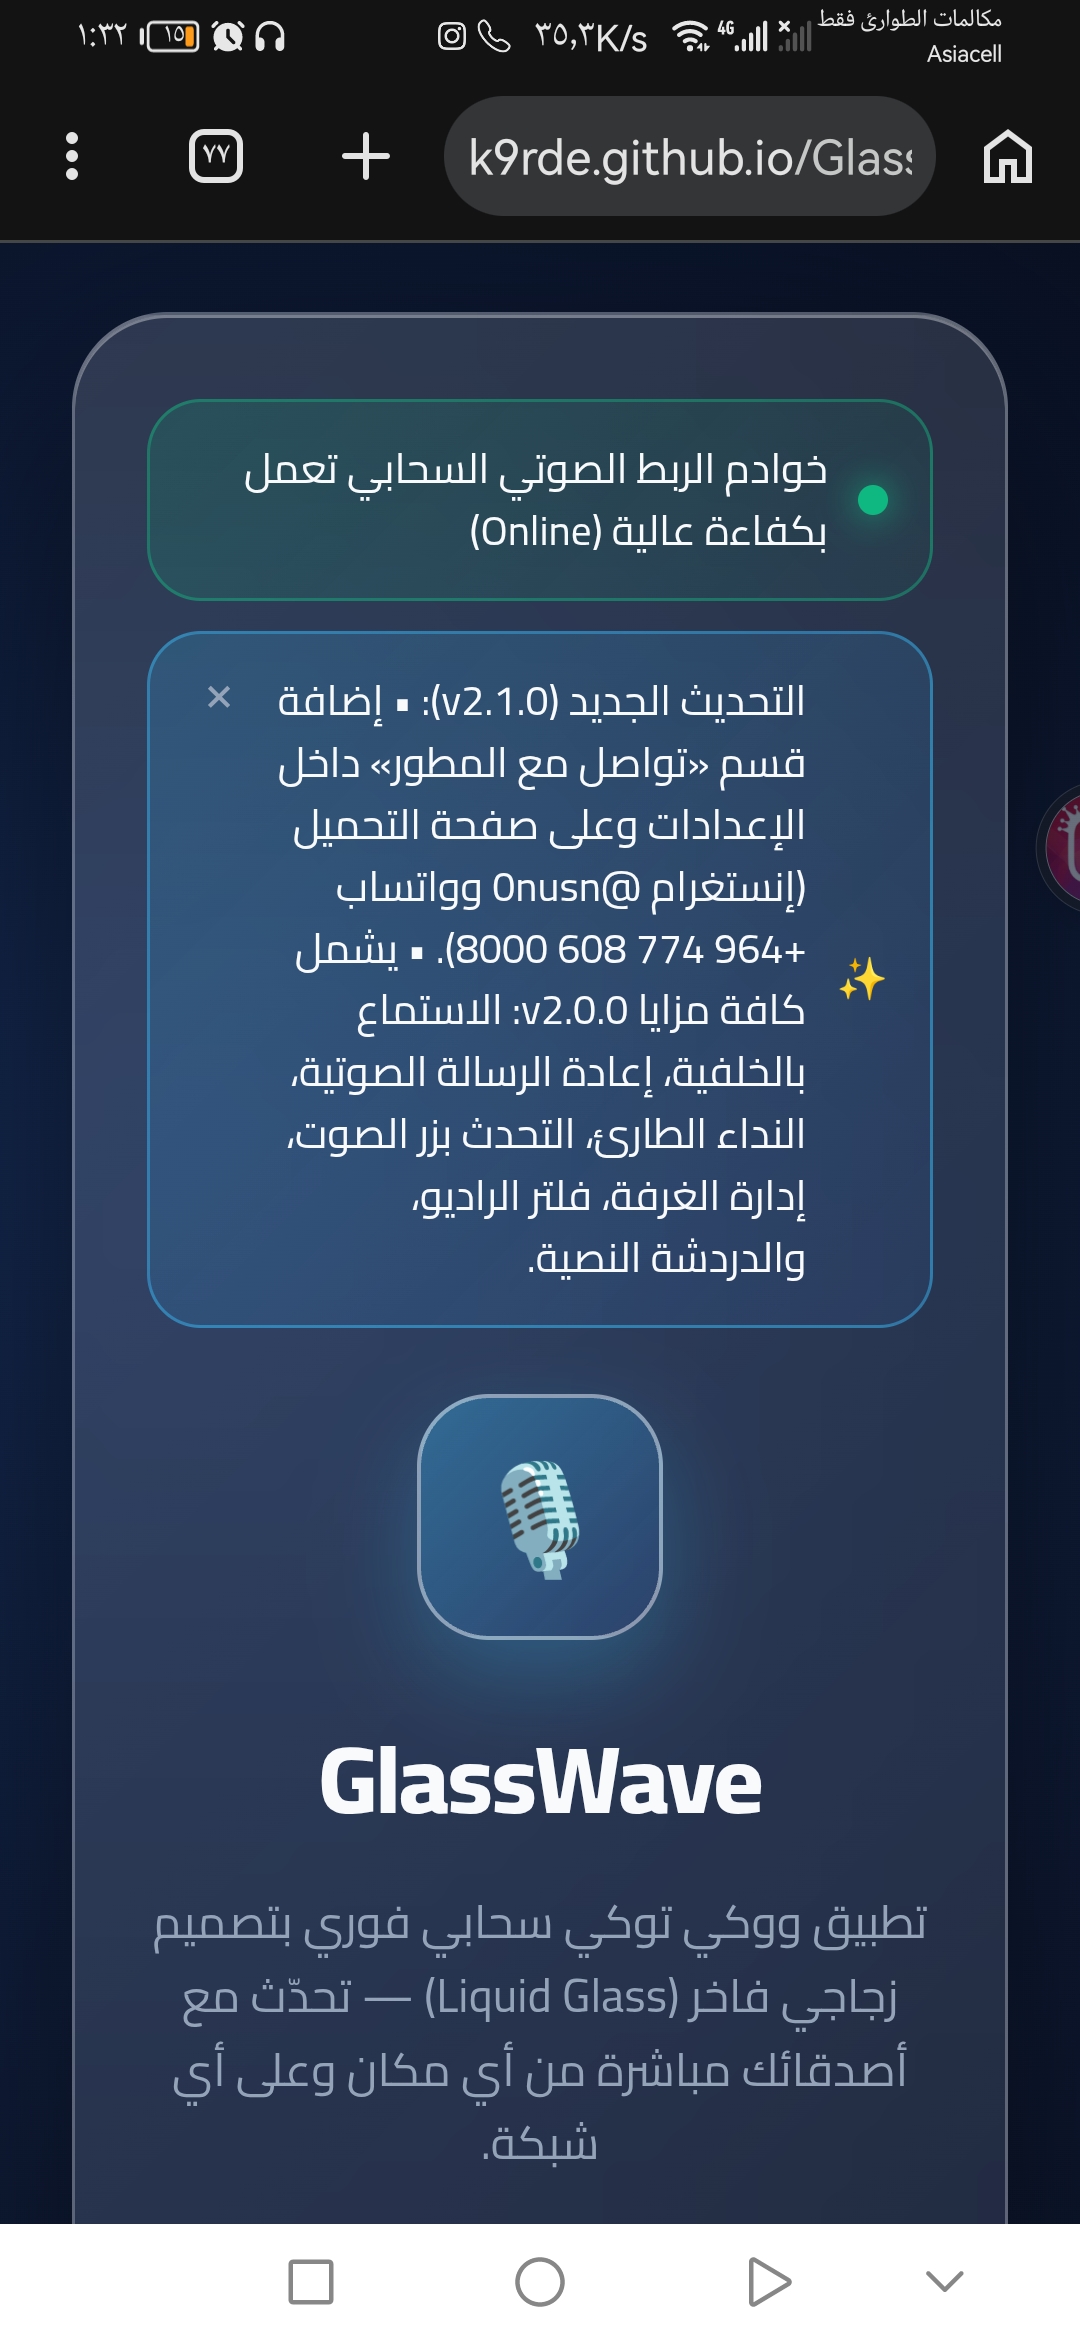 مكالمات الطوارئ فقط
Asiacell
4G
٣٥,٣K/s
١٥
١:٣٢
k9rde.github.io/Glass
٧٧
خوادم الربط الصوتي السحابي تعمل
بكفاءة عالية (Online)
التحديث الجديد (v2.1.0): ▪ إضافة
قسم «تواصل مع المطور» داخل
الإعدادات وعلى صفحة التحميل
(إنستغرام @0nusn وواتساب
+964 774 608 8000). ▪ يشمل
كافة مزايا v2.0.0: الاستماع
بالخلفية، إعادة الرسالة الصوتية،
النداء الطارئ، التحدث بزر الصوت،
إدارة الغرفة، فلتر الراديو،
والدردشة النصية.
GlassWave
تطبيق ووكي توكي سحابي فوري بتصميم
زجاجي فاخر (Liquid Glass) — تحدّث مع
أصدقائك مباشرة من أي مكان وعلى أي
شبكة.